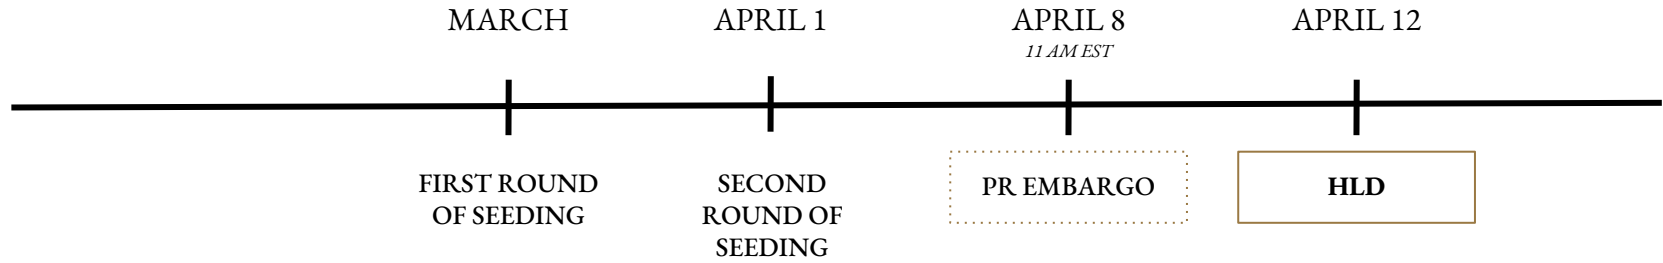 MARCH
APRIL 1
APRIL 8
11 AM EST
APRIL 12
FIRST ROUND
OF SEEDING
SECOND
ROUND OF
SEEDING
PR EMBARGO
HLD